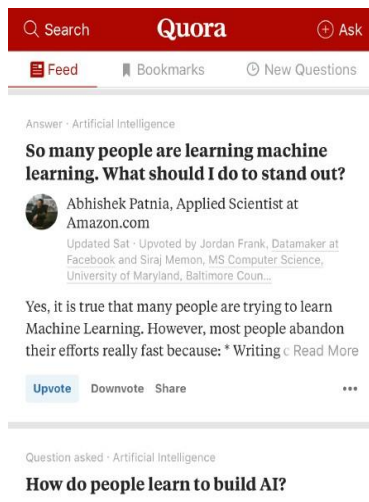 Search Quora Ask
Feed Bookmarks New Questions
Answer · Artificial Intelligence
So many people are learning machine
learning. What should I do to stand out?
Abhishek Patnia, Applied Scientist at
Amazon.com
Updated Sat · Upvoted by Jordan Frank, Datamaker at
Facebook and Siraj Memon, MS Computer Science,
University of Maryland, Baltimore Coun...
Yes, it is true that many people are trying to learn
Machine Learning. However, most people abandon
their efforts really fast because: * Writing c Read More
Upvote Downvote Share
Question asked · Artificial Intelligence
How do people learn to build AI?